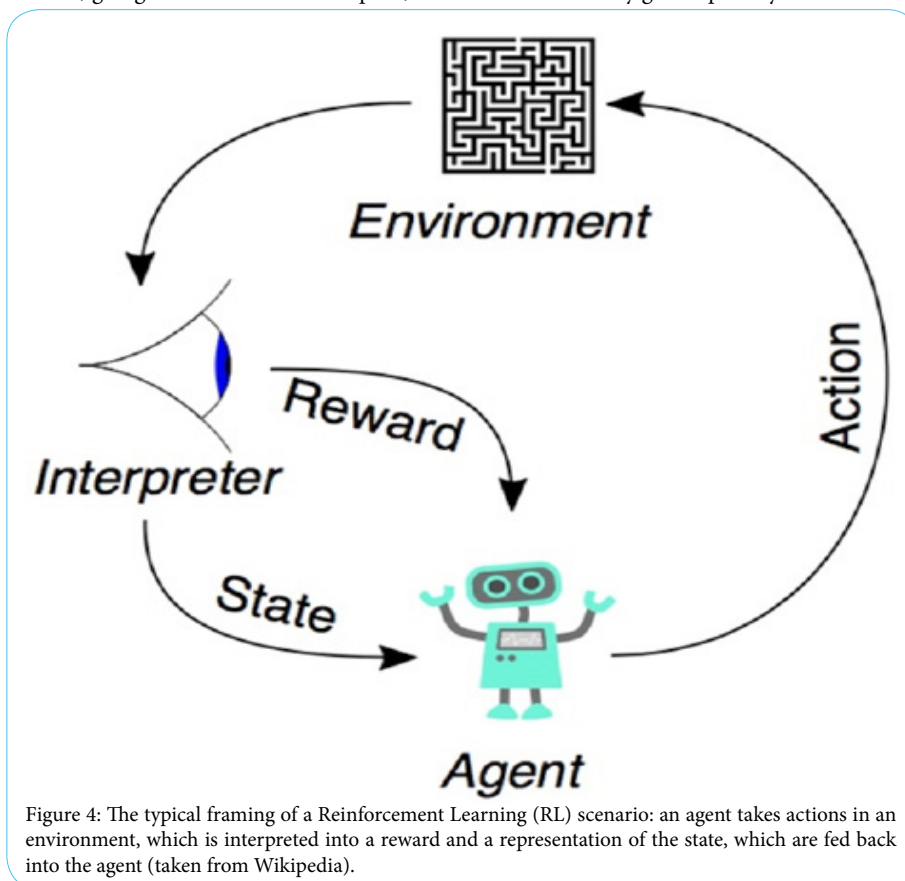 Environment
Action
Reward
Interpreter
State
Agent
Figure 4: The typical framing of a Reinforcement Learning (RL) scenario: an agent takes actions in an
environment, which is interpreted into a reward and a representation of the state, which are fed back
into the agent (taken from Wikipedia).